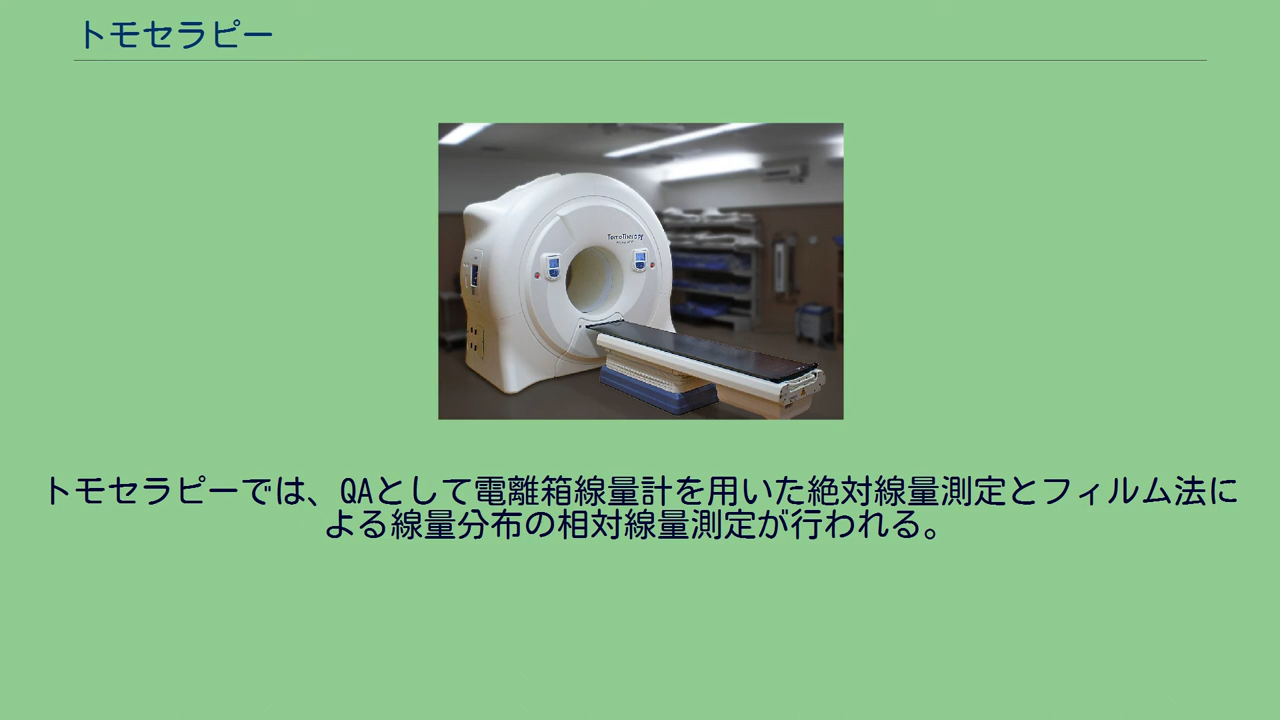 トモセラピー
TomoTherapy
トモセラピーでは、QAとして電離箱線量計を用いた絶対線量測定とフィルム法に
よる線量分布の相対線量測定が行われる。